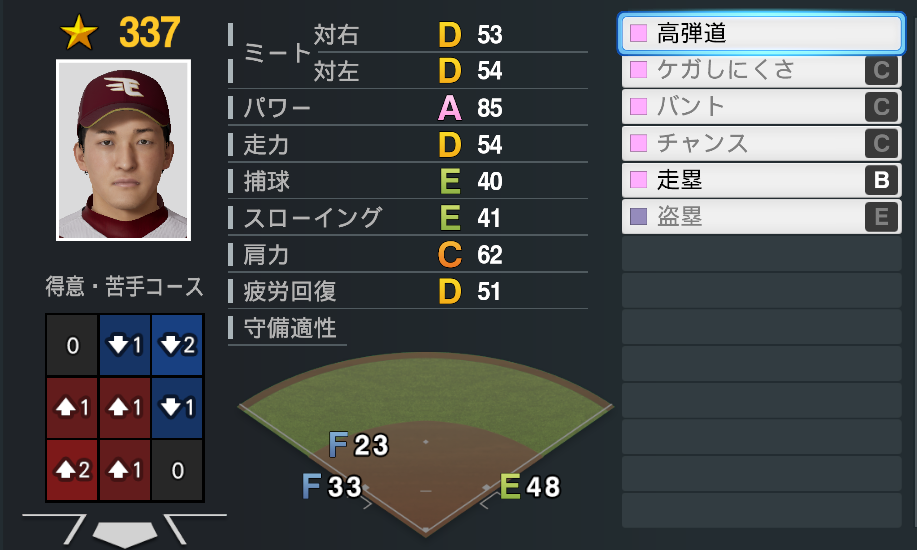 337
ミート 対右 D 53
対左 D 54
パワー A 85
走力 D 54
捕球 E 40
スローイング E 41
肩力 C 62
疲労回復 D 51
守備適性
高弾道
ケガしにくさ C
バント C
チャンス C
走塁 B
盗塁 E
得意・苦手コース
0 1 2
1 1 1
2 1 0
F 23
F 33
E 48